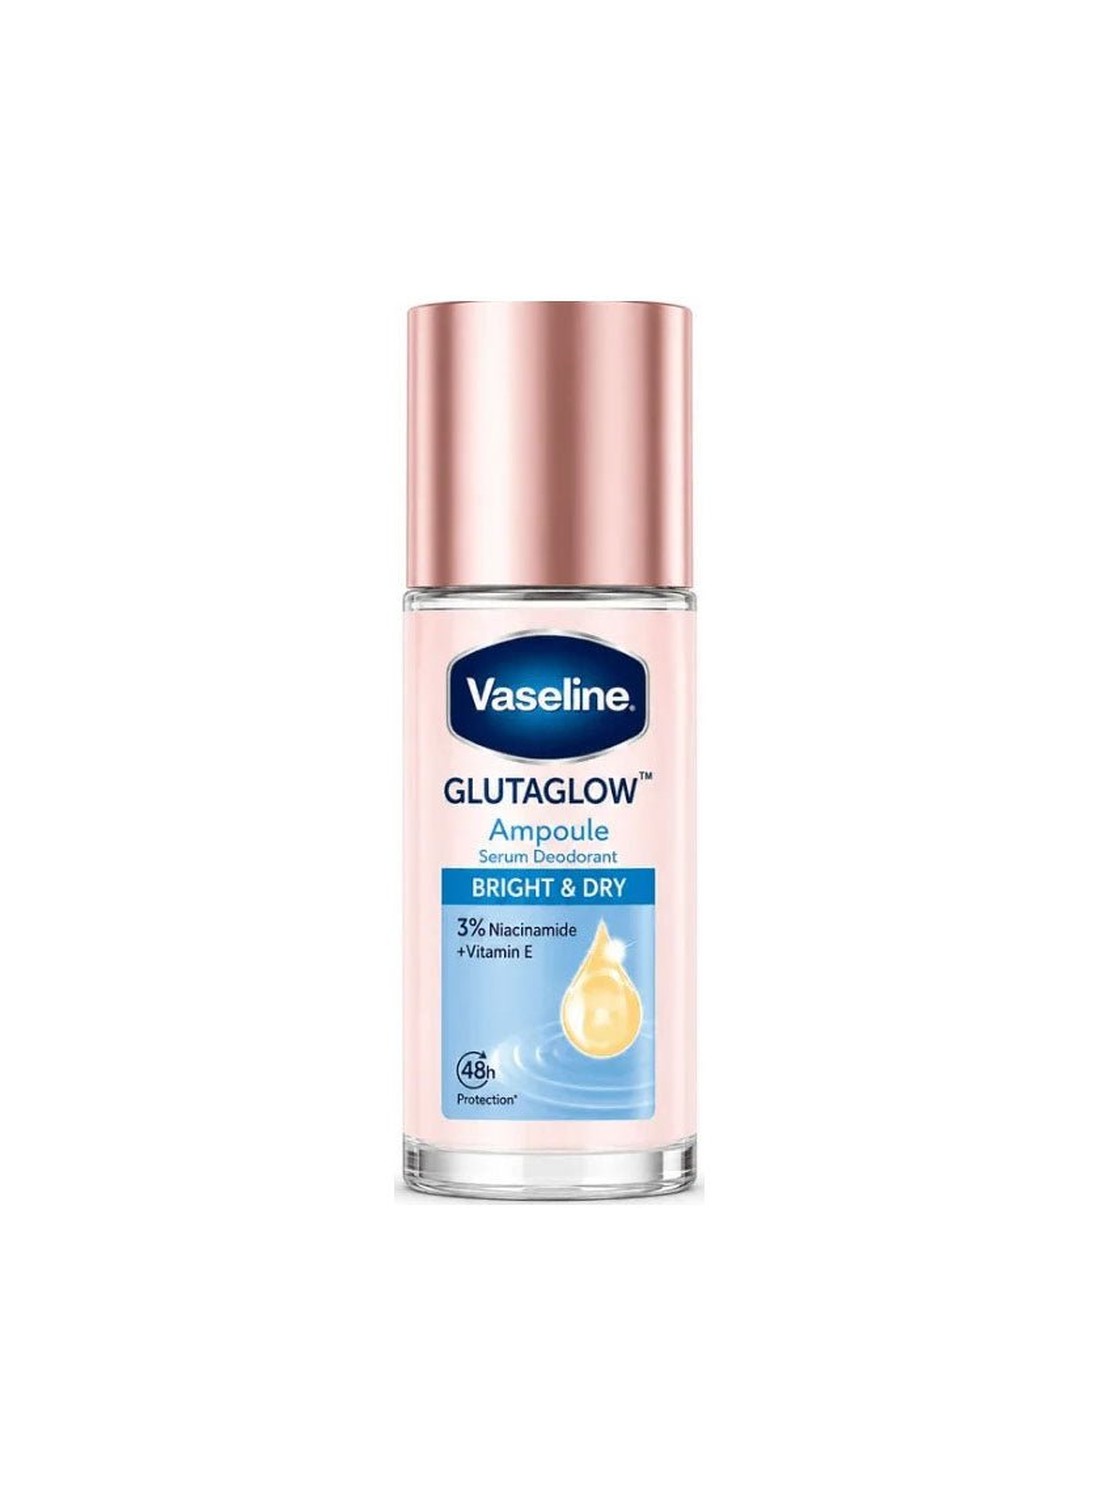 Vaseline.
GLUTAGLOW™
Ampoule
Serum Deodorant
BRIGHT & DRY
3% Niacinamide
+Vitamin E
48h
Protection*